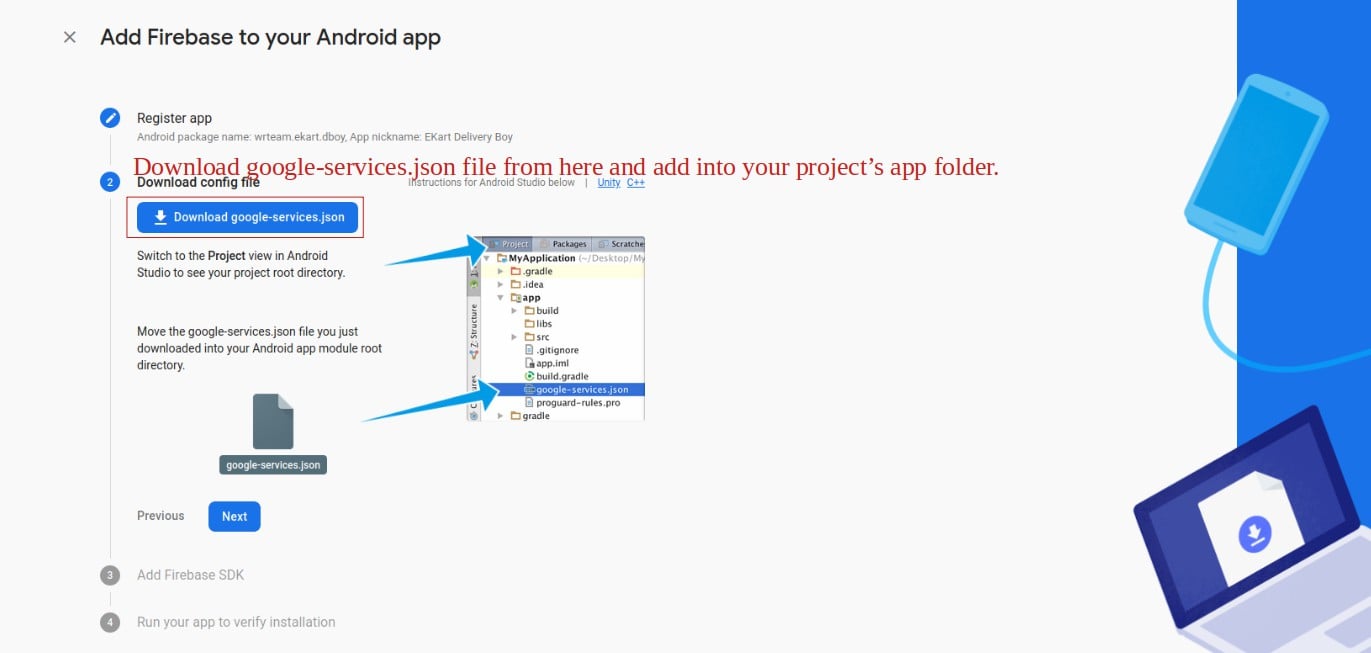 Add Firebase to your Android app
Register app
Android package name: wrteam.ekart.dboy, App nickname: EKart Delivery Boy
Download google-services.json file from here and add into your project’s app folder.
2
Download config file
Instructions for Android Studio below | Unity C++
Download google-services.json
Switch to the Project view in Android
Studio to see your project root directory.
Move the google-services.json file you just
downloaded into your Android app module root
directory.
google-services.json
Project Packages Scratche
MyApplication (~/Desktop/My
.gradle
.idea
app
build
libs
src
.gitignore
app.iml
build.gradle
google-services.json
proguard-rules.pro
gradle
Z: Structure
Previous
Next
3
Add Firebase SDK
4
Run your app to verify installation